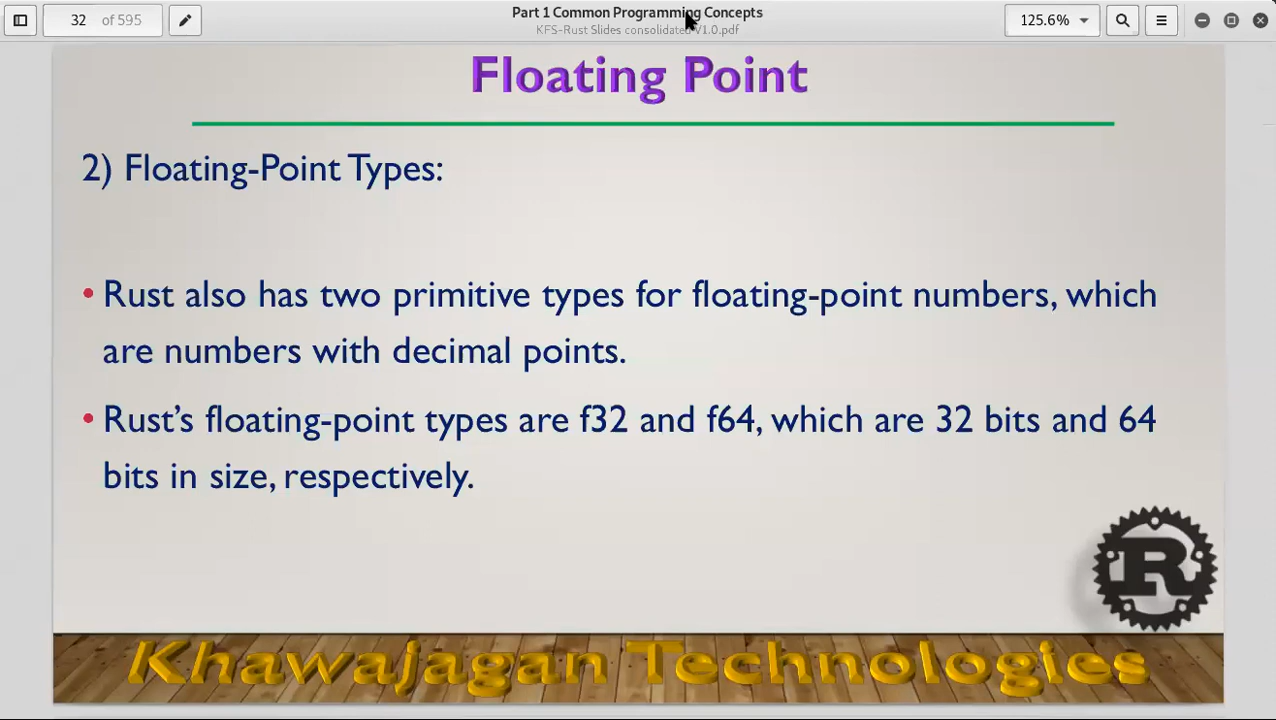 32 of 595
Part 1 Common Programming Concepts
KFS-Rust Slides consolidated V1.0.pdf
125.6%
Floating Point
2) Floating-Point Types:
• Rust also has two primitive types for floating-point numbers, which
are numbers with decimal points.
• Rust’s floating-point types are f32 and f64, which are 32 bits and 64
bits in size, respectively.
R
Khawajagan Technologies